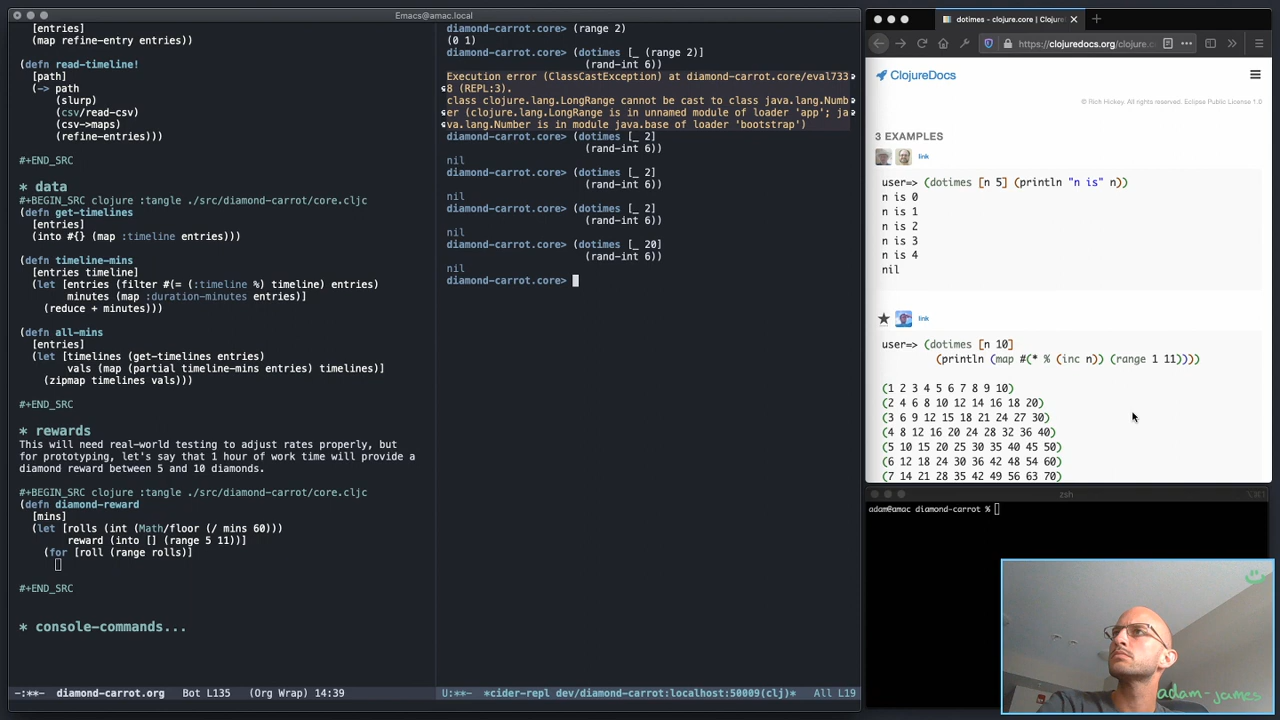 Emacs@amac.local
[entries]
(map refine-entry entries))
(defn read-timeline!
[path]
(-> path
(slurp)
(csv/read-csv)
(csv->maps)
(refine-entries)))
#+END_SRC
* data
#+BEGIN_SRC clojure :tangle ./src/diamond-carrot/core.cljc
(defn get-timelines
[entries]
(into #{} (map :timeline entries)))
(defn timeline-mins
[entries timeline]
(let [entries (filter #(= (:timeline %) timeline) entries)
minutes (map :duration-minutes entries)]
(reduce + minutes)))
(defn all-mins
[entries]
(let [timelines (get-timelines entries)
vals (map (partial timeline-mins entries) timelines)]
(zipmap timelines vals)))
#+END_SRC
* rewards
This will need real-world testing to adjust rates properly, but
for prototyping, let's say that 1 hour of work time will provide a
diamond reward between 5 and 10 diamonds.
#+BEGIN_SRC clojure :tangle ./src/diamond-carrot/core.cljc
(defn diamond-reward
[mins]
(let [rolls (int (Math/floor (/ mins 60)))
reward (into [] (range 5 11))]
(for [roll (range rolls)]
#+END_SRC
* console-commands...
-:**- diamond-carrot.org Bot L135 (Org Wrap) 14:39
diamond-carrot.core> (range 2)
(0 1)
diamond-carrot.core> (dotimes [_ (range 2)]
(rand-int 6))
Execution error (ClassCastException) at diamond-carrot.core/eval733
8 (REPL:3).
class clojure.lang.LongRange cannot be cast to class java.lang.Numb
er (clojure.lang.LongRange is in unnamed module of loader 'app'; ja
va.lang.Number is in module java.base of loader 'bootstrap')
diamond-carrot.core> (dotimes [_ 2]
(rand-int 6))
nil
diamond-carrot.core> (dotimes [_ 2]
(rand-int 6))
nil
diamond-carrot.core> (dotimes [_ 2]
(rand-int 6))
nil
diamond-carrot.core> (dotimes [_ 20]
(rand-int 6))
nil
diamond-carrot.core>
U:**- *cider-repl dev/diamond-carrot:localhost:50009(clj)* All L19
dotimes - clojure.core | Clojure
https://clojuredocs.org/clojure.c
ClojureDocs
© Rich Hickey. All rights reserved. Eclipse Public License 1.0
3 EXAMPLES
link
user=> (dotimes [n 5] (println "n is" n))
n is 0
n is 1
n is 2
n is 3
n is 4
nil
link
user=> (dotimes [n 10]
(println (map #(* % (inc n)) (range 1 11))))
(1 2 3 4 5 6 7 8 9 10)
(2 4 6 8 10 12 14 16 18 20)
(3 6 9 12 15 18 21 24 27 30)
(4 8 12 16 20 24 28 32 36 40)
(5 10 15 20 25 30 35 40 45 50)
(6 12 18 24 30 36 42 48 54 60)
(7 14 21 28 35 42 49 56 63 70)
zsh
adam@amac diamond-carrot %
adam-james